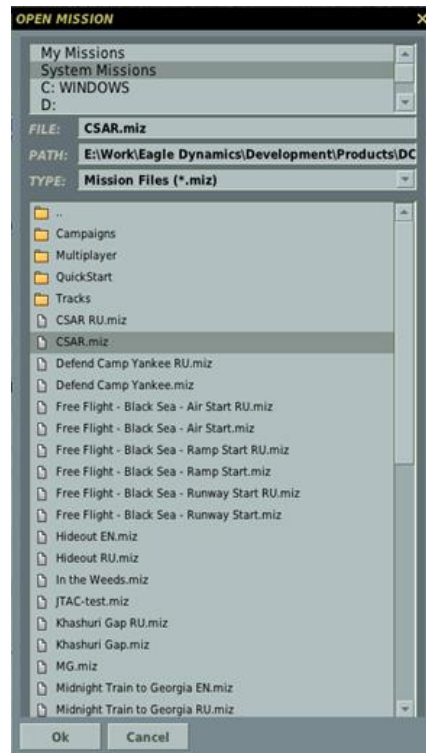 OPEN MISSION
My Missions
System Missions
C: WINDOWS
D:
FILE: CSAR.miz
PATH: E:\Work\Eagle Dynamics\Development\Products\DC
TYPE: Mission Files (*.miz)
..
Campaigns
Multiplayer
QuickStart
Tracks
CSAR RU.miz
CSAR.miz
Defend Camp Yankee RU.miz
Defend Camp Yankee.miz
Free Flight - Black Sea - Air Start RU.miz
Free Flight - Black Sea - Air Start.miz
Free Flight - Black Sea - Ramp Start RU.miz
Free Flight - Black Sea - Ramp Start.miz
Free Flight - Black Sea - Runway Start RU.miz
Free Flight - Black Sea - Runway Start.miz
Hideout EN.miz
Hideout RU.miz
In the Weeds.miz
JTAC-test.miz
Khashuri Gap RU.miz
Khashuri Gap.miz
MG.miz
Midnight Train to Georgia EN.miz
Midnight Train to Georgia RU.miz
Ok Cancel